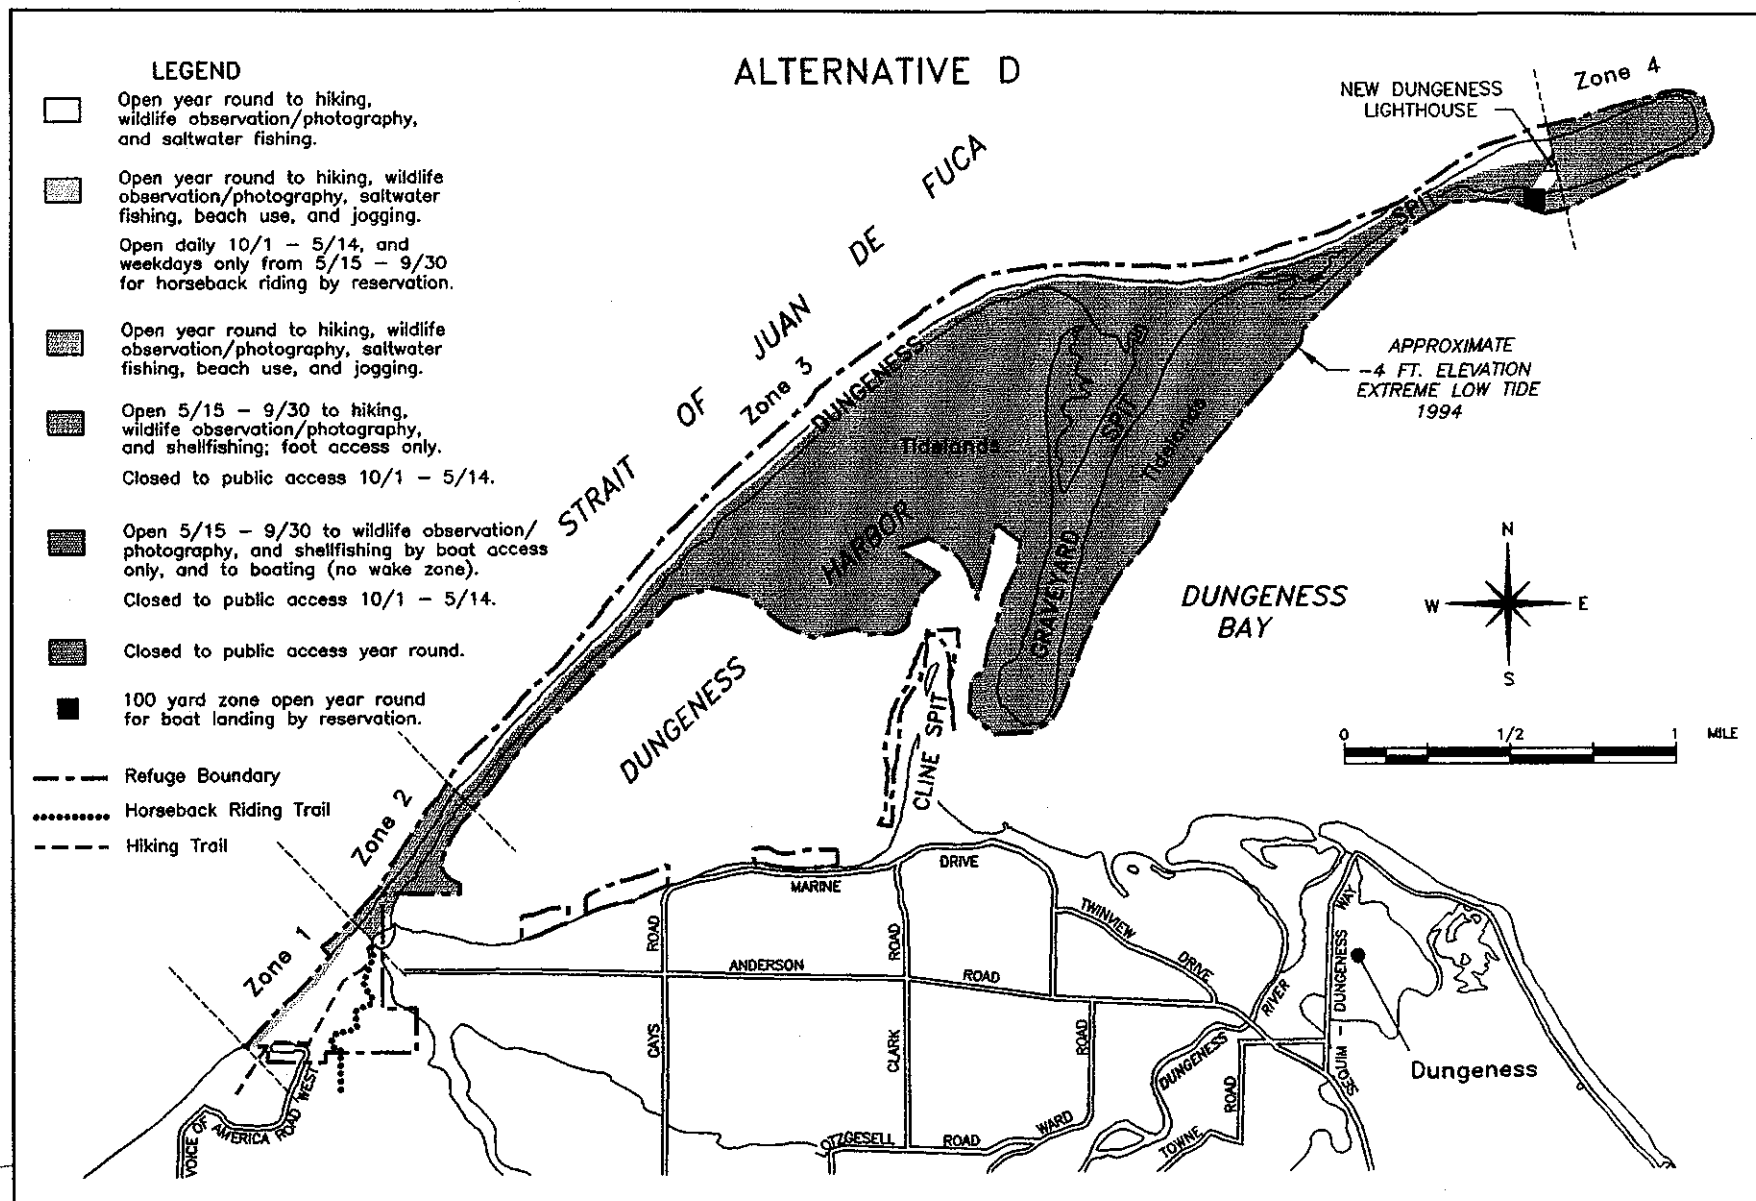 ALTERNATIVE D
LEGEND
Open year round to hiking,
wildlife observation/photography,
and saltwater fishing.
Open year round to hiking, wildlife
observation/photography, saltwater
fishing, beach use, and jogging.
Open daily 10/1 – 5/14, and
weekdays only from 5/15 – 9/30
for horseback riding by reservation.
Open year round to hiking, wildlife
observation/photography, saltwater
fishing, beach use, and jogging.
Open 5/15 – 9/30 to hiking,
wildlife observation/photography,
and shellfishing; foot access only.
Closed to public access 10/1 – 5/14.
Open 5/15 – 9/30 to wildlife observation/
photography, and shellfishing by boat access
only, and to boating (no wake zone).
Closed to public access 10/1 – 5/14.
Closed to public access year round.
100 yard zone open year round
for boat landing by reservation.
Refuge Boundary
Horseback Riding Trail
Hiking Trail
NEW DUNGENESS
LIGHTHOUSE
Zone 4
STRAIT OF JUAN DE FUCA
Zone 3
DUNGENESS SPIT
APPROXIMATE
-4 FT. ELEVATION
EXTREME LOW TIDE
1994
Tidelands
Tidelands
GRAVEYARD SPIT
DUNGENESS HARBOR
DUNGENESS
BAY
N
W E
S
0 1/2 1 MILE
CLINE SPIT
Zone 2
Zone 1
MARINE DRIVE
TWINVIEW DRIVE
ANDERSON ROAD
CAYS ROAD
CLARK ROAD
ROAD
WARD
OTZGESELL ROAD
DUNGENESS RIVER
TOWNE ROAD
QUIM – DUNGENESS WAY
SE
Dungeness
VOICE OF AMERICA ROAD WEST